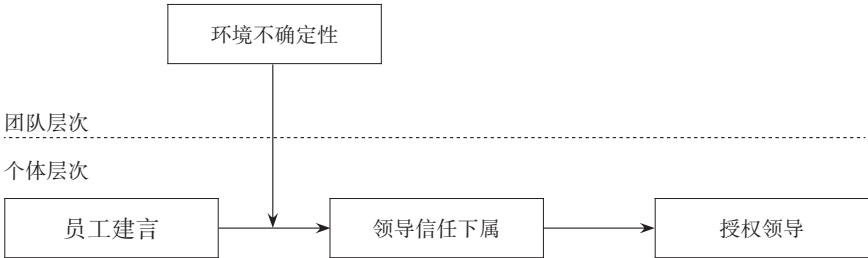 环境不确定性
团队层次
个体层次
员工建言
领导信任下属
授权领导